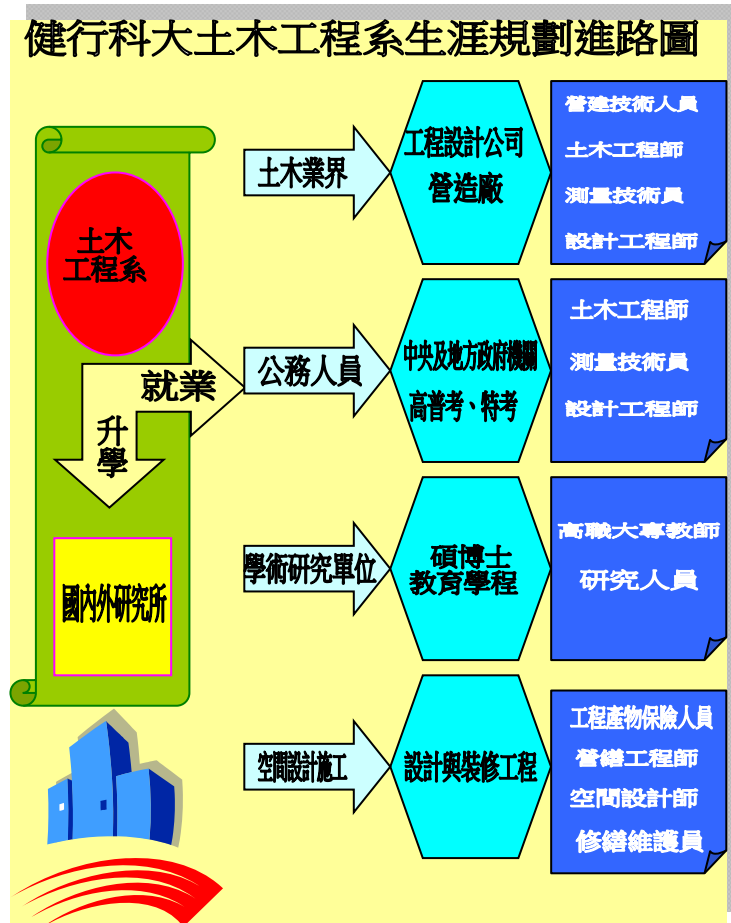 健行科大土木工程系生涯規劃進路圖
土木
工程系
就業
升
學
國內外研究所
土木業界
工程設計公司
營造廠
營建技術人員
土木工程師
測量技術員
設計工程師
公務人員
中央及地方政府機關
高普考、特考
土木工程師
測量技術員
設計工程師
學術研究單位
碩博士
教育學程
高職大專教師
研究人員
空間設計施工
設計與裝修工程
工程產物保險人員
營繕工程師
空間設計師
修繕維護員